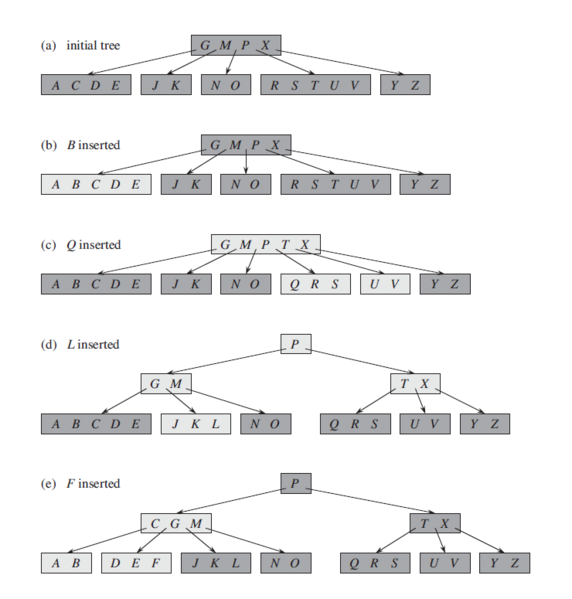 (a) initial tree G M P X
A C D E J K N O R S T U V Y Z
(b) B inserted G M P X
A B C D E J K N O R S T U V Y Z
(c) Q inserted G M P T X
A B C D E J K N O Q R S U V Y Z
(d) L inserted P
G M T X
A B C D E J K L N O Q R S U V Y Z
(e) F inserted P
C G M T X
A B D E F J K L N O Q R S U V Y Z